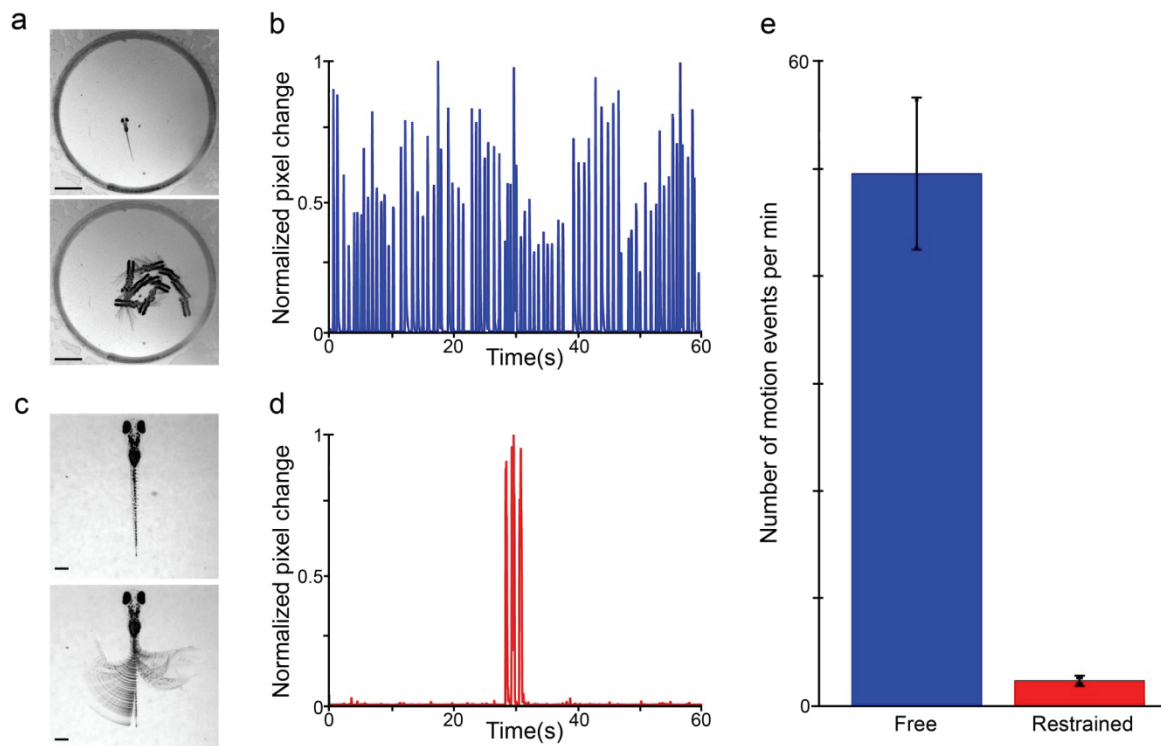 a
b
Normalized pixel change
1
0.5
0
0
20
40
60
Time(s)
c
d
Normalized pixel change
1
0.5
0
0
20
40
60
Time(s)
e
Number of motion events per min
60
0
Free
Restrained